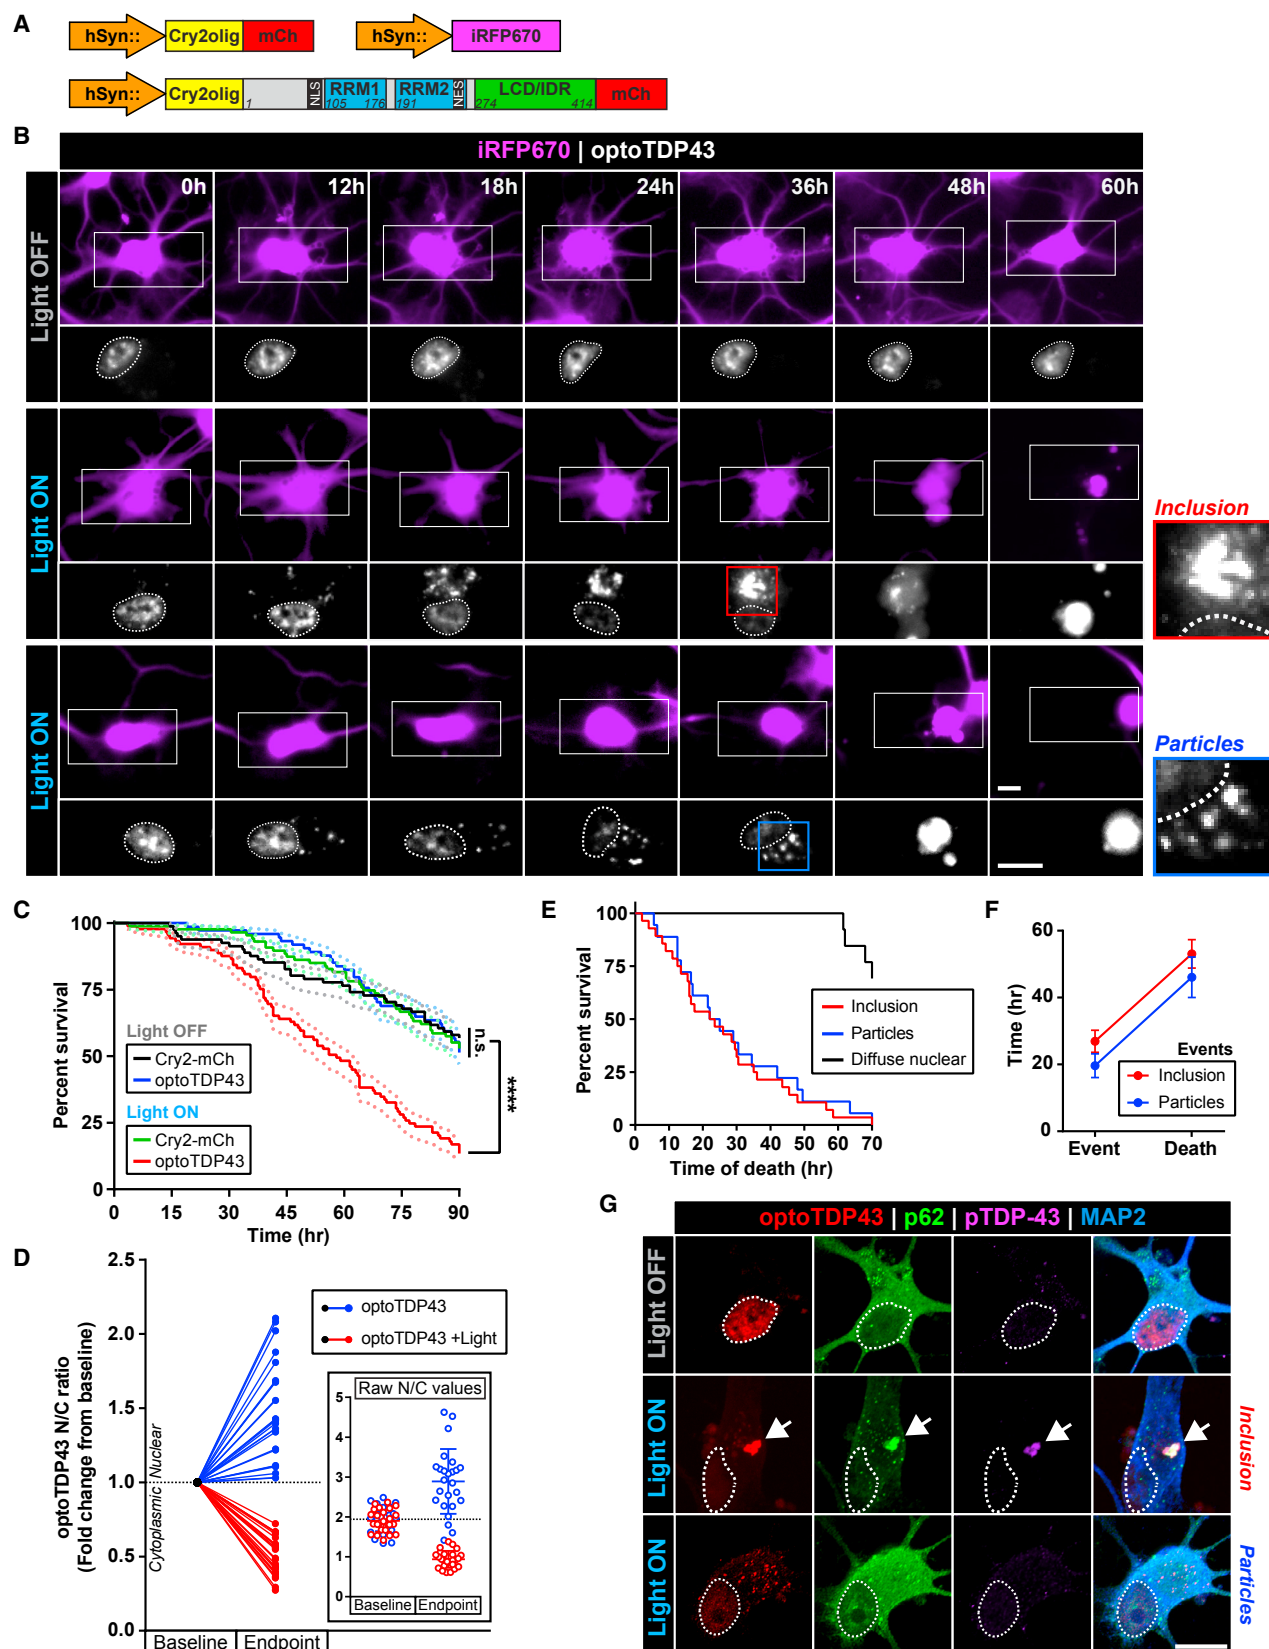 A
hSyn::
Cry2olig
mCh
hSyn::
iRFP670
hSyn::
Cry2olig
1
NLS
RRM1
105
176
RRM2
191
NES
LCD/IDR
274
414
mCh
B
iRFP670 | optoTDP43
0h
12h
18h
24h
36h
48h
60h
Light OFF
Light ON
Inclusion
Light ON
Particles
C
Percent survival
100
75
50
25
0
0
15
30
45
60
75
90
Time (hr)
Light OFF
Cry2-mCh
optoTDP43
Light ON
Cry2-mCh
optoTDP43
n.s.
****
E
Percent survival
100
75
50
25
0
0
10
20
30
40
50
60
70
Time of death (hr)
Inclusion
Particles
Diffuse nuclear
F
Time (hr)
60
40
20
0
Event
Death
Events
Inclusion
Particles
D
optoTDP43 N/C ratio
(Fold change from baseline)
2.5
2.0
1.5
1.0
0.5
0.0
Nuclear
Cytoplasmic
Baseline
Endpoint
optoTDP43
optoTDP43 +Light
Raw N/C values
5
4
3
2
1
0
Baseline
Endpoint
G
optoTDP43 | p62 | pTDP-43 | MAP2
Light OFF
Light ON
Inclusion
Light ON
Particles